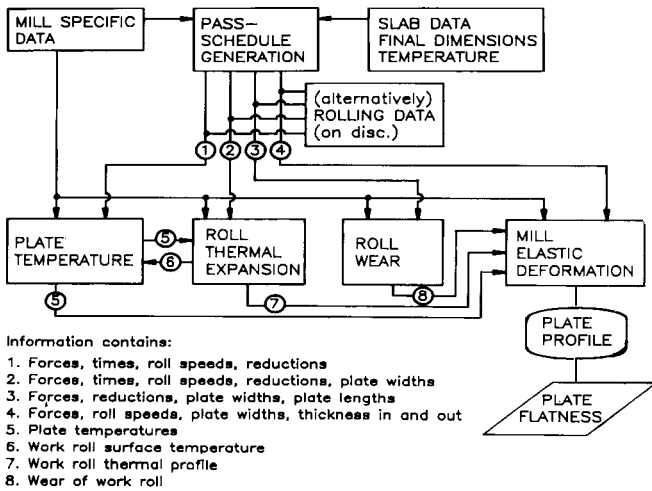 MILL SPECIFIC
DATA
PASS-
SCHEDULE
GENERATION
SLAB DATA
FINAL DIMENSIONS
TEMPERATURE
(alternatively)
ROLLING DATA
(on disc.)
1
2
3
4
PLATE
TEMPERATURE
5
6
ROLL
THERMAL
EXPANSION
ROLL
WEAR
MILL
ELASTIC
DEFORMATION
5
7
8
PLATE
PROFILE
PLATE
FLATNESS
Information contains:
1. Forces, times, roll speeds, reductions
2. Forces, times, roll speeds, reductions, plate widths
3. Forces, reductions, plate widths, plate lengths
4. Forces, roll speeds, plate widths, thickness in and out
5. Plate temperatures
6. Work roll surface temperature
7. Work roll thermal profile
8. Wear of work roll